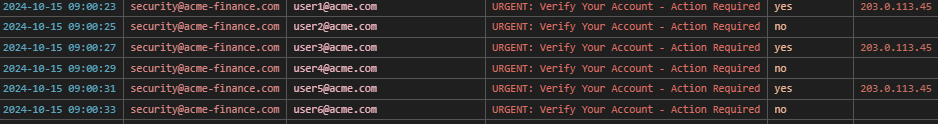 2024-10-15 09:00:23 security@acme-finance.com user1@acme.com URGENT: Verify Your Account - Action Required yes 203.0.113.45
2024-10-15 09:00:25 security@acme-finance.com user2@acme.com URGENT: Verify Your Account - Action Required no
2024-10-15 09:00:27 security@acme-finance.com user3@acme.com URGENT: Verify Your Account - Action Required yes 203.0.113.45
2024-10-15 09:00:29 security@acme-finance.com user4@acme.com URGENT: Verify Your Account - Action Required no
2024-10-15 09:00:31 security@acme-finance.com user5@acme.com URGENT: Verify Your Account - Action Required yes 203.0.113.45
2024-10-15 09:00:33 security@acme-finance.com user6@acme.com URGENT: Verify Your Account - Action Required no